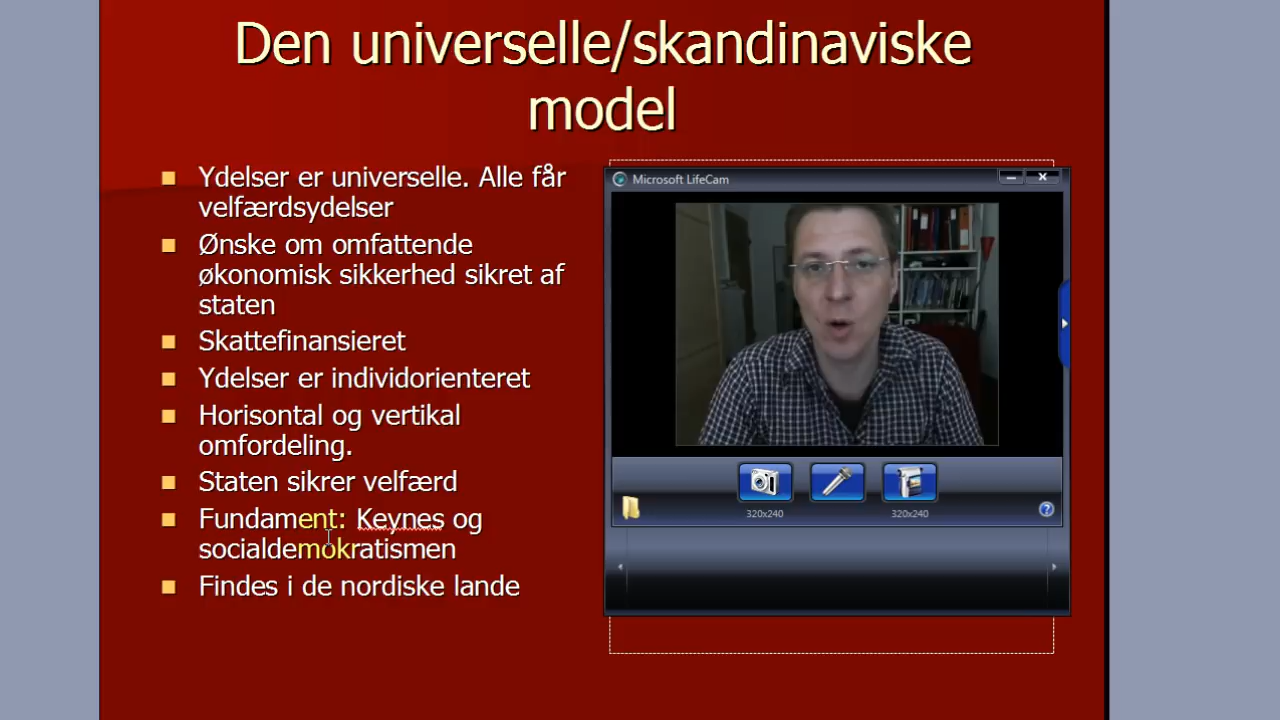 Den universelle/skandinaviske
model
Ydelser er universelle. Alle får
velfærdsydelser
Ønske om omfattende
økonomisk sikkerhed sikret af
staten
Skattefinansieret
Ydelser er individorienteret
Horisontal og vertikal
omfordeling.
Staten sikrer velfærd
Fundament: Keynes og
socialdemokratismen
Findes i de nordiske lande
Microsoft LifeCam
320x240
320x240